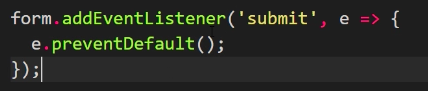 form.addEventListener('submit', e => {
  e.preventDefault();
});